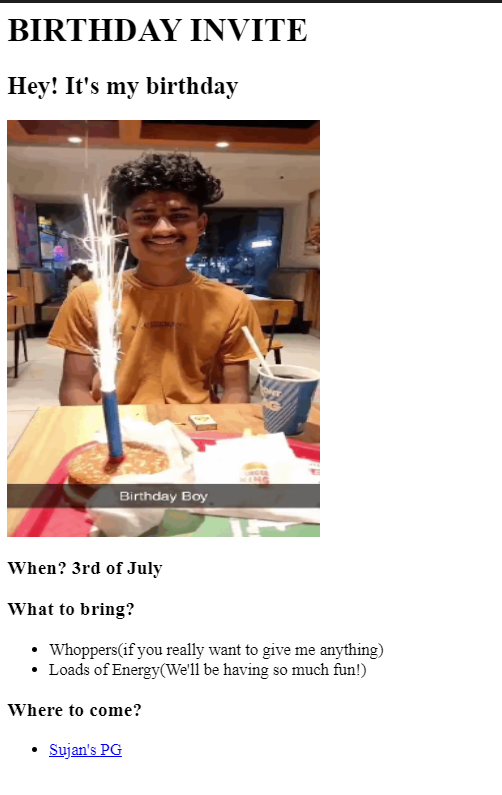 BIRTHDAY INVITE
Hey! It's my birthday
Birthday Boy
When? 3rd of July
What to bring?
Whoppers(if you really want to give me anything)
Loads of Energy(We'll be having so much fun!)
Where to come?
Sujan's PG